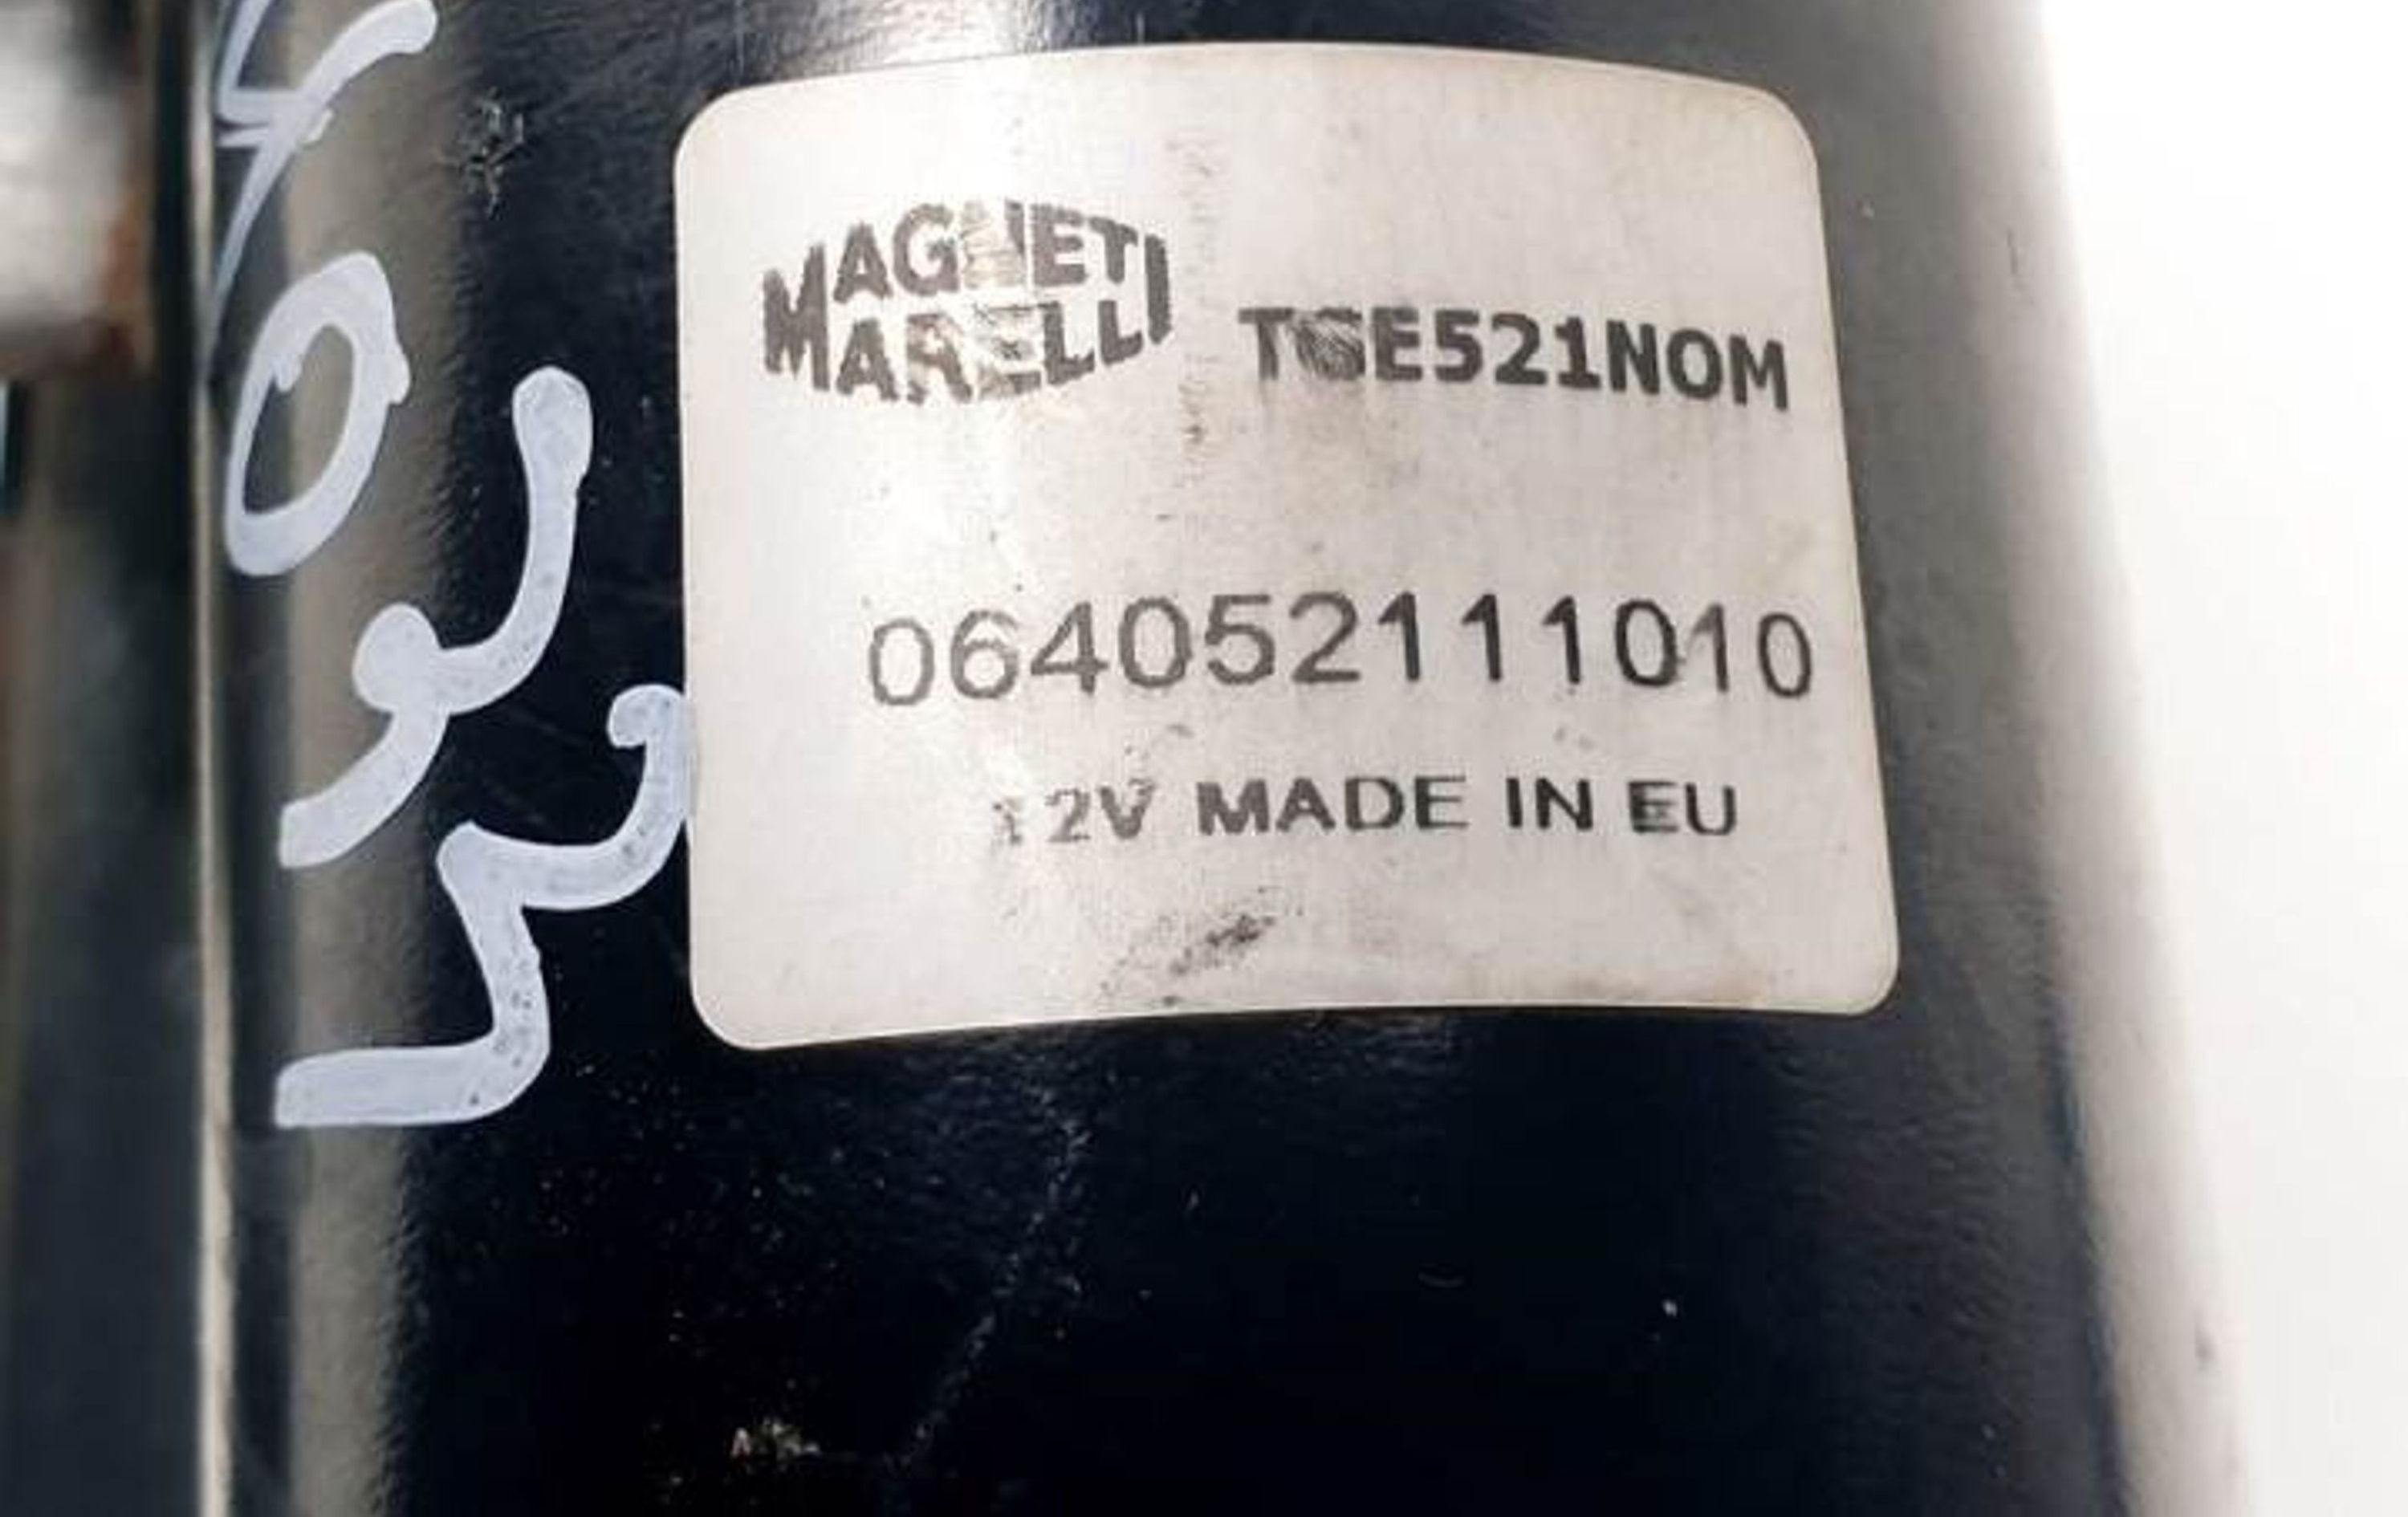 MAGNETI
MARELLI
TGE521NOM
064052111010
12V MADE IN EU